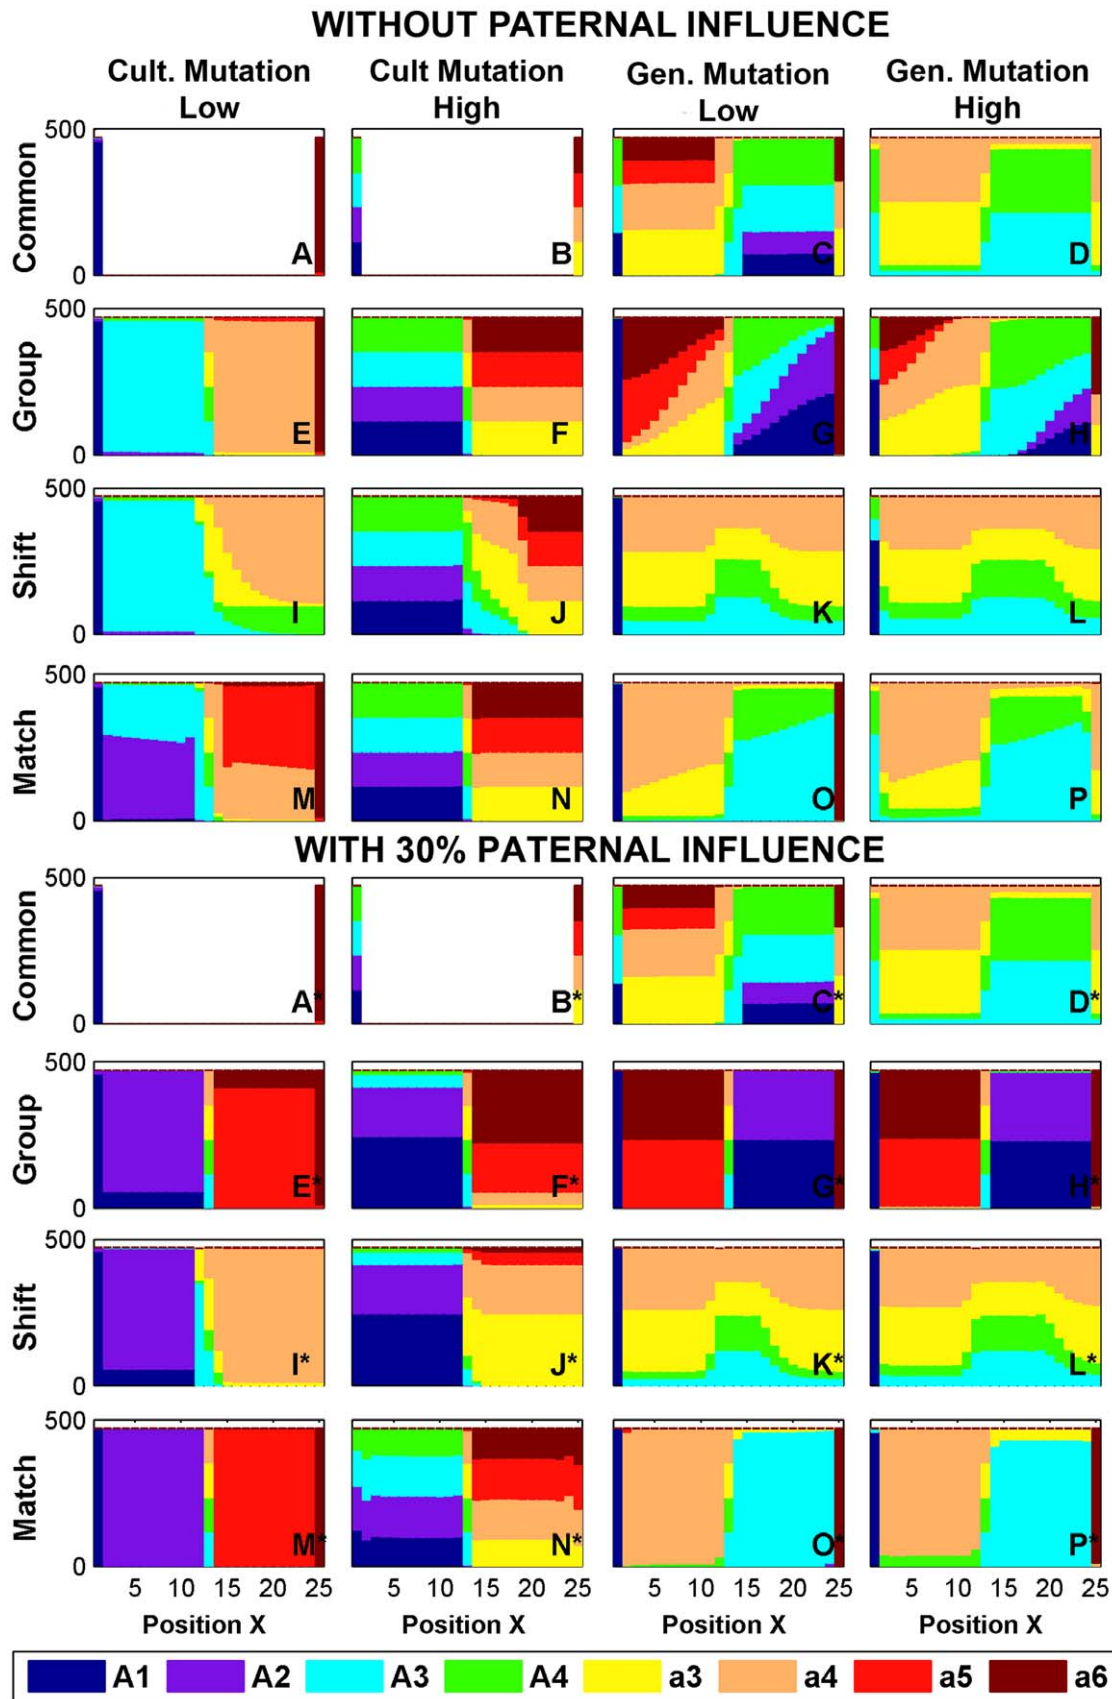 WITHOUT PATERNAL INFLUENCE
Cult. Mutation Low
Cult Mutation High
Gen. Mutation Low
Gen. Mutation High
Common
500
0
A
B
C
D
Group
500
0
E
F
G
H
Shift
500
0
I
J
K
L
Match
500
0
M
N
O
P
WITH 30% PATERNAL INFLUENCE
Common
500
0
A*
B*
C*
D*
Group
500
0
E*
F*
G*
H*
Shift
500
0
I*
J*
K*
L*
Match
500
0
M*
N*
O*
P*
5 10 15 20 25
5 10 15 20 25
5 10 15 20 25
5 10 15 20 25
Position X
Position X
Position X
Position X
A1 A2 A3 A4 a3 a4 a5 a6